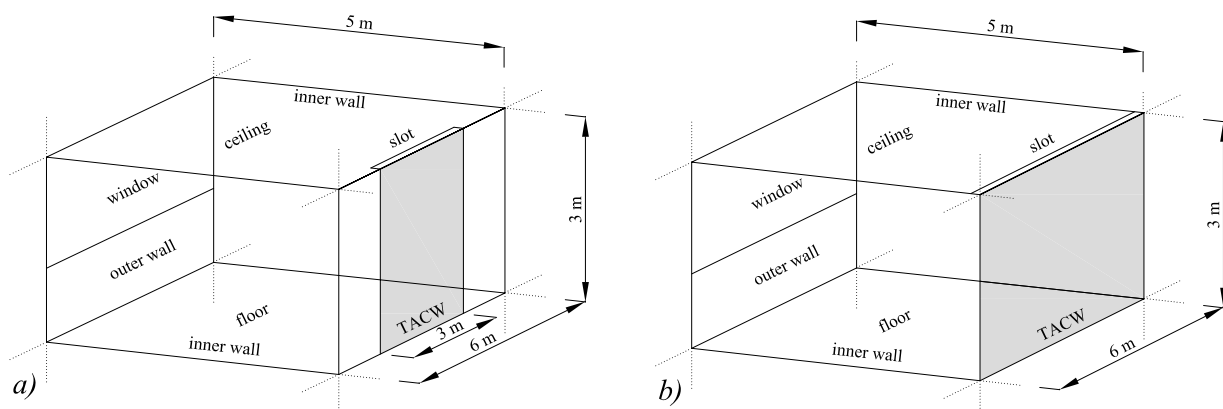 5 m
inner wall
slot
ceiling
window
outer wall
3 m
floor
TACW
3 m
6 m
inner wall
a)
5 m
inner wall
slot
ceiling
window
outer wall
3 m
floor
TACW
6 m
inner wall
b)